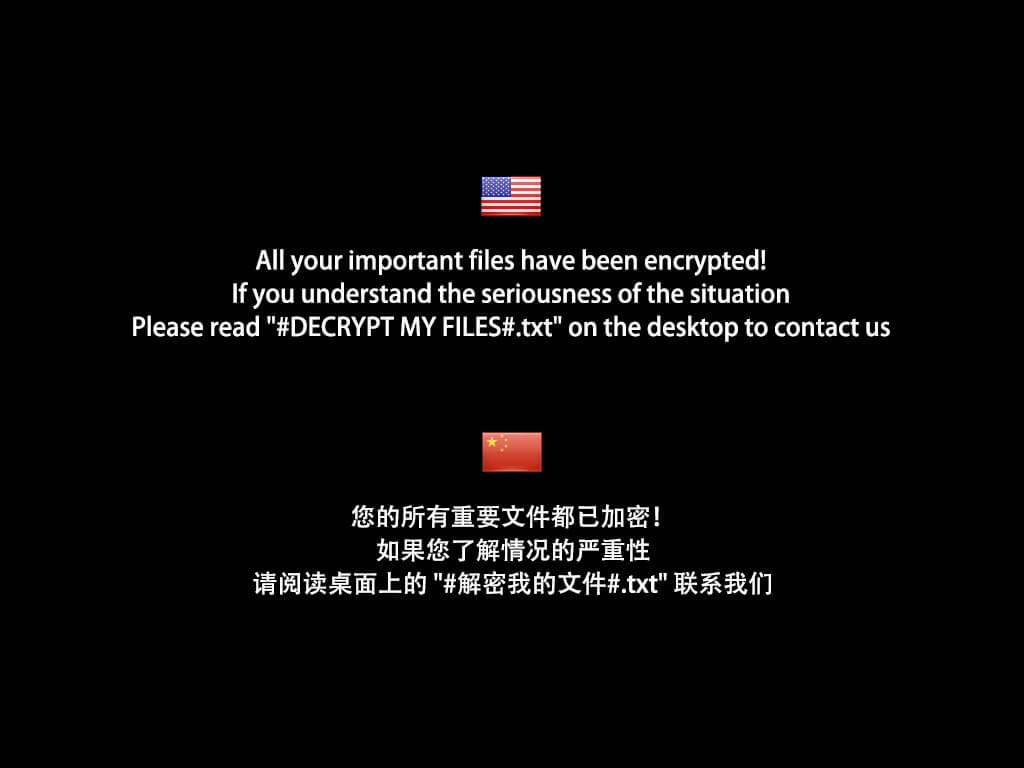 All your important files have been encrypted!
If you understand the seriousness of the situation
Please read "#DECRYPT MY FILES#.txt" on the desktop to contact us
您的所有重要文件都已加密！
如果您了解情况的严重性
请阅读桌面上的 "#解密我的文件#.txt" 联系我们